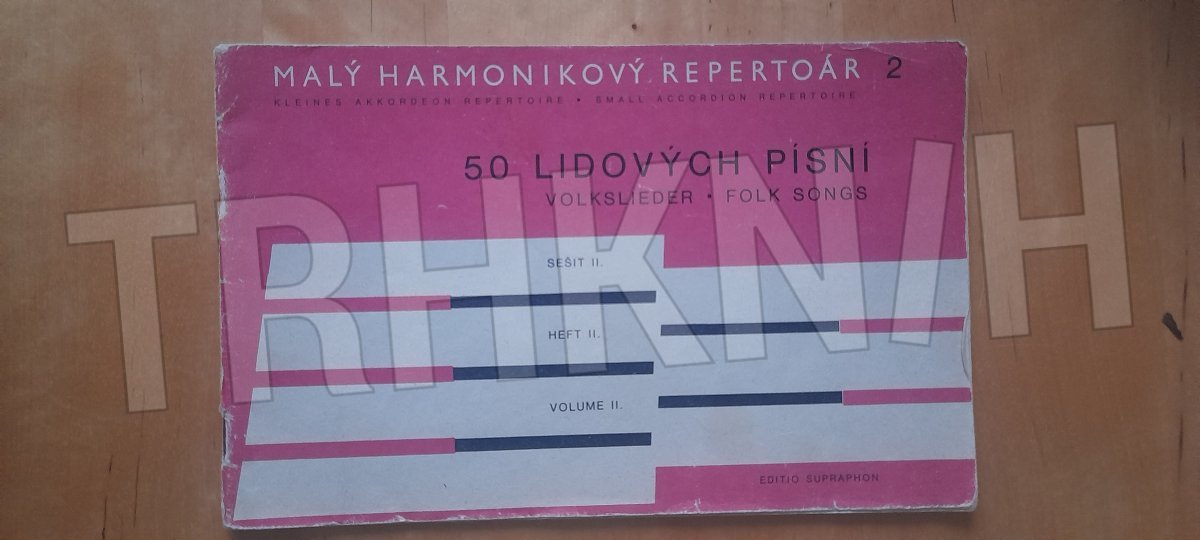 MALÝ HARMONIKOVÝ REPERTOÁR 2
KLEINES AKKORDEON REPERTOIRE • SMALL ACCORDION REPERTOIRE
50 LIDOVÝCH PÍSNÍ
VOLKSLIEDER • FOLK SONGS
SEŠIT II.
HEFT II.
VOLUME II.
EDITIO SUPRAPHON
TRHKN/H